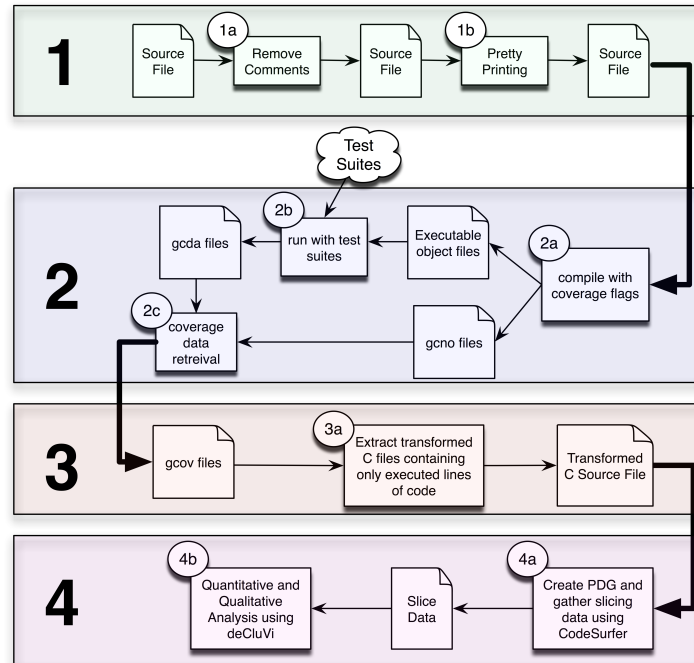 1
Source
File
1a
Remove
Comments
Source
File
1b
Pretty
Printing
Source
File
Test
Suites
2
gcda files
2b
run with test
suites
Executable
object files
2a
compile with
coverage flags
2c
coverage
data
retreival
gcno files
3
gcov files
3a
Extract transformed
C files containing
only executed lines
of code
Transformed
C Source File
4
4b
Quantitative and
Qualitative
Analysis using
deCluVi
Slice
Data
4a
Create PDG and
gather slicing
data using
CodeSurfer